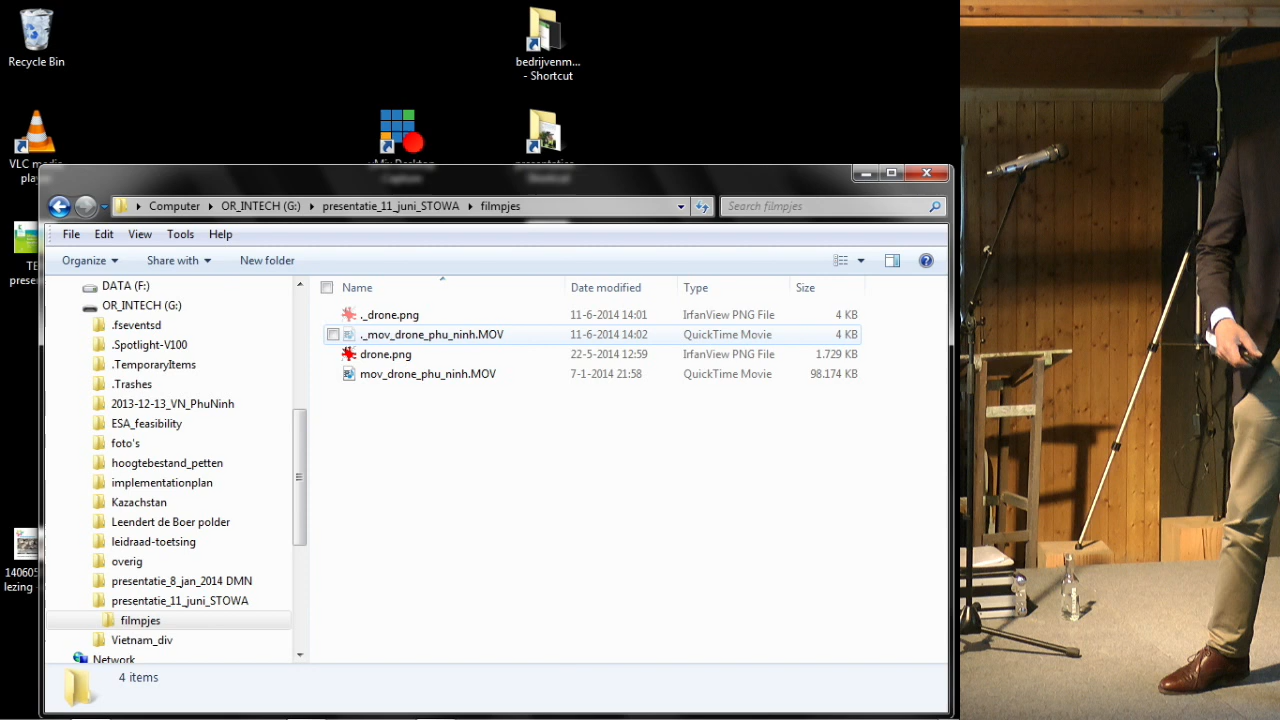 Recycle Bin
bedrijvenm...
- Shortcut
VLC media
player
Computer OR_INTECH (G:) presentatie_11_juni_STOWA filmpjes
Search filmpjes
File Edit View Tools Help
Organize Share with New folder
DATA (F:)
OR_INTECH (G:)
.fseventsd
.Spotlight-V100
.TemporaryItems
.Trashes
2013-12-13_VN_PhuNinh
ESA_feasibility
foto's
hoogtebestand_petten
implementationplan
Kazachstan
Leendert de Boer polder
leidraad-toetsing
overig
presentatie_8_jan_2014 DMN
presentatie_11_juni_STOWA
filmpjes
Vietnam_div
Network
Name Date modified Type Size
._drone.png 11-6-2014 14:01 IrfanView PNG File 4 KB
._mov_drone_phu_ninh.MOV 11-6-2014 14:02 QuickTime Movie 4 KB
drone.png 22-5-2014 12:59 IrfanView PNG File 1.729 KB
mov_drone_phu_ninh.MOV 7-1-2014 21:58 QuickTime Movie 98.174 KB
4 items
TE
presen
14060
lezing -